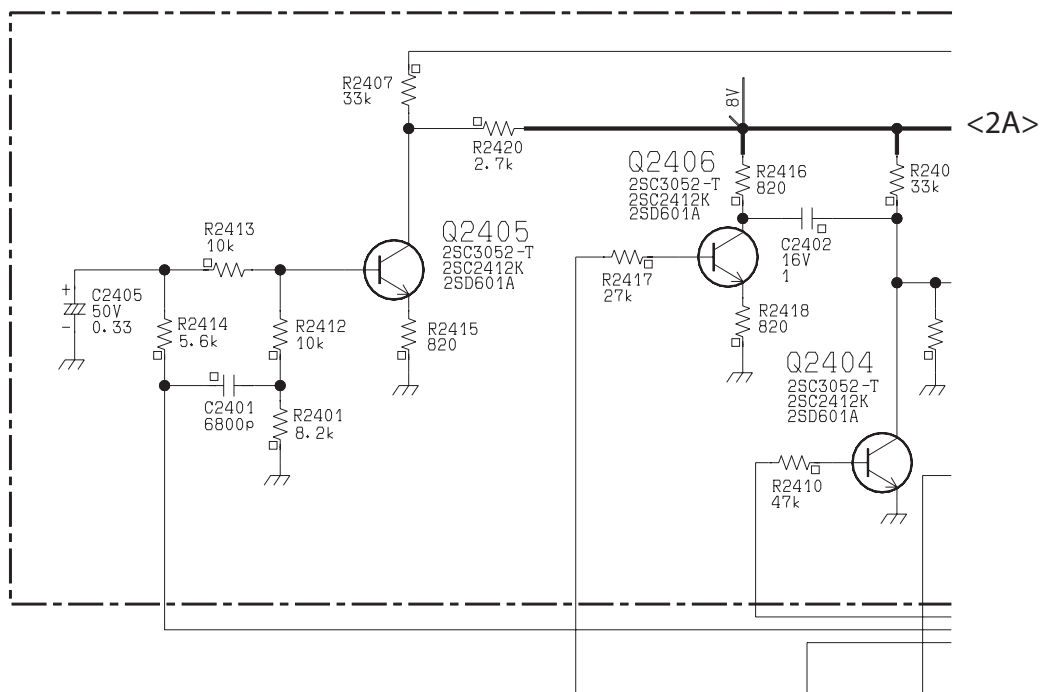 R2407
33k
8V
<2A>
R2420
2.7k
Q2406
2SC3052-T
2SC2412K
2SD601A
R2416
820
R240
33k
R2413
10k
Q2405
2SC3052-T
2SC2412K
2SD601A
C2402
16V
1
R2417
27k
+
C2405
50V
0.33
-
R2414
5.6k
R2412
10k
R2415
820
R2418
820
Q2404
2SC3052-T
2SC2412K
2SD601A
C2401
6800p
R2401
8.2k
R2410
47k